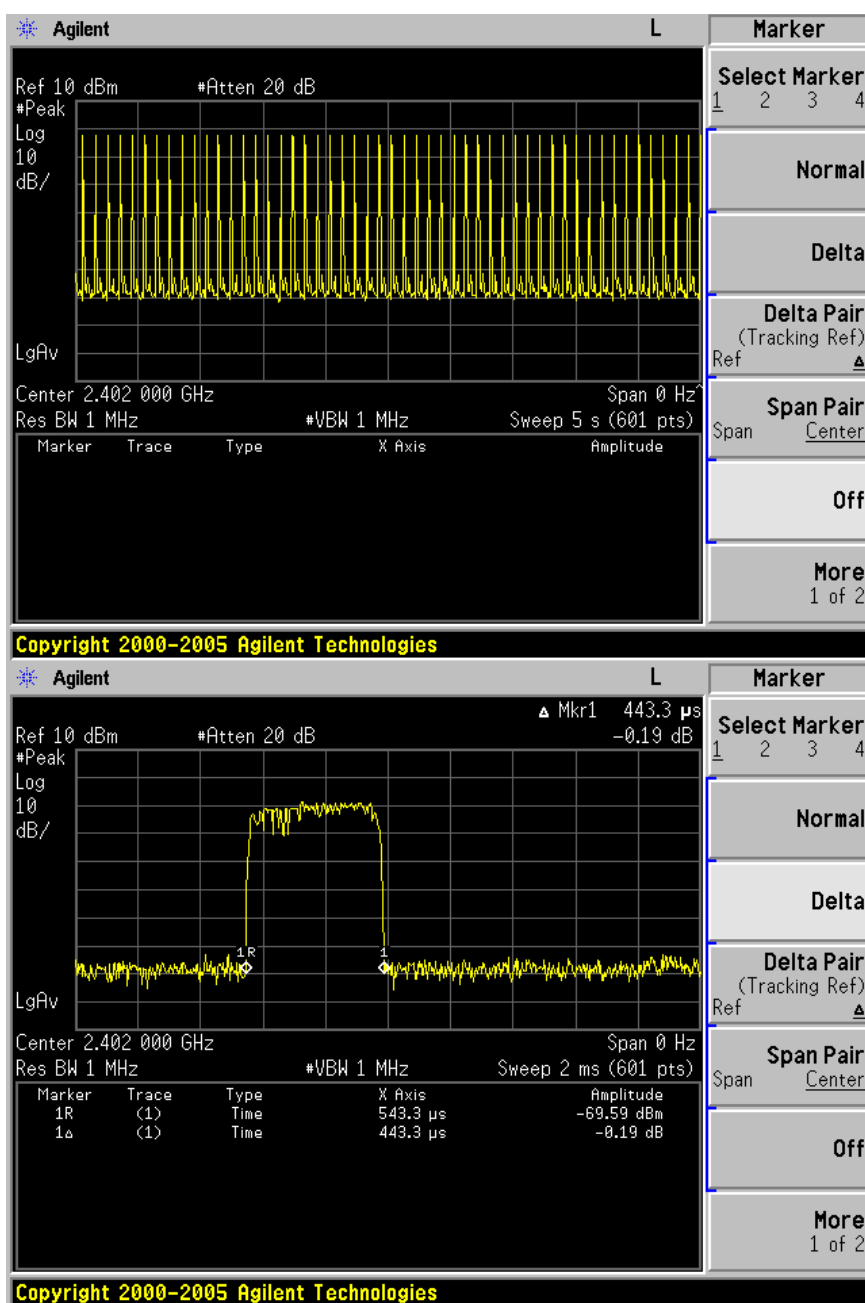 Agilent L Marker
Ref 10 dBm #Atten 20 dB
#Peak
Log
10
dB/
LgAv
Center 2.402 000 GHz Span 0 Hz^
Res BW 1 MHz #VBW 1 MHz Sweep 5 s (601 pts)
Marker Trace Type X Axis Amplitude
Select Marker
1 2 3 4
Normal
Delta
Delta Pair
(Tracking Ref)
Ref Δ
Span Pair
Span Center
Off
More
1 of 2
Copyright 2000-2005 Agilent Technologies
Agilent L Marker
Δ Mkr1 443.3 µs
Ref 10 dBm #Atten 20 dB -0.19 dB
#Peak
Log
10
dB/
1R 1
LgAv
Center 2.402 000 GHz Span 0 Hz
Res BW 1 MHz #VBW 1 MHz Sweep 2 ms (601 pts)
Marker Trace Type X Axis Amplitude
1R (1) Time 543.3 µs -69.59 dBm
1Δ (1) Time 443.3 µs -0.19 dB
Select Marker
1 2 3 4
Normal
Delta
Delta Pair
(Tracking Ref)
Ref Δ
Span Pair
Span Center
Off
More
1 of 2
Copyright 2000-2005 Agilent Technologies